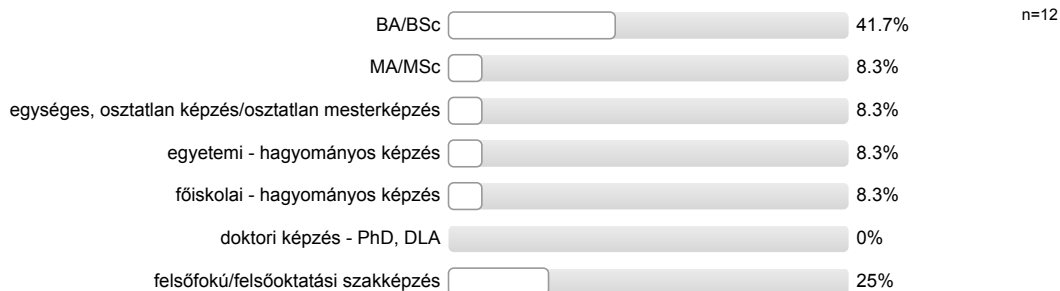 BA/BSc 41.7% n=12
MA/MSc 8.3%
egységes, osztatlan képzés/osztatlan mesterképzés 8.3%
egyetemi - hagyományos képzés 8.3%
főiskolai - hagyományos képzés 8.3%
doktori képzés - PhD, DLA 0%
felsőfokú/felsőoktatási szakképzés 25%